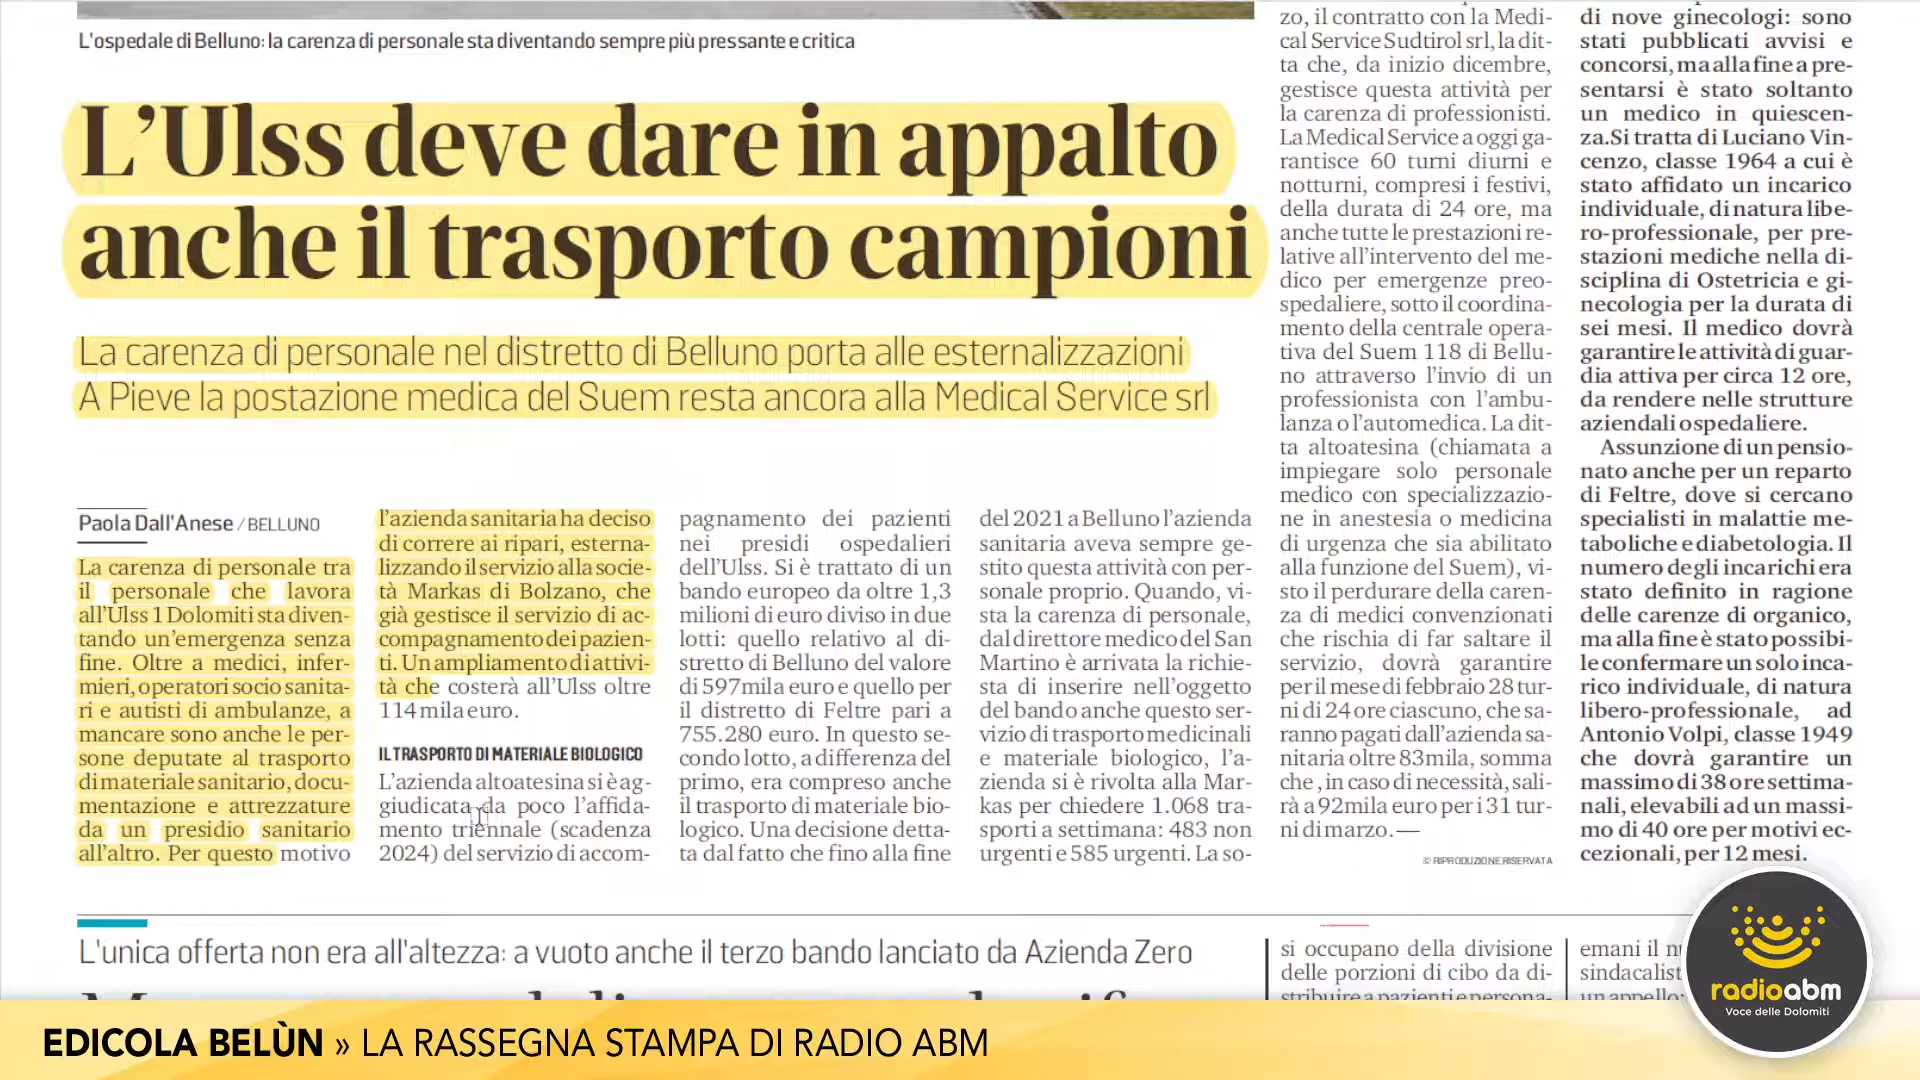 L'ospedale di Belluno: la carenza di personale sta diventando sempre più pressante e critica
L'Ulss deve dare in appalto
anche il trasporto campioni
La carenza di personale nel distretto di Belluno porta alle esternalizzazioni
A Pieve la postazione medica del Suem resta ancora alla Medical Service srl
Paola Dall'Anese / BELLUNO
La carenza di personale tra
il personale che lavora
all'Ulss 1 Dolomiti sta diven-
tando un'emergenza senza
fine. Oltre a medici, infer-
mieri, operatori socio sanita-
ri e autisti di ambulanze, a
mancare sono anche le per-
sone deputate al trasporto
di materiale sanitario, docu-
mentazione e attrezzature
da un presidio sanitario
all'altro. Per questo motivo
l'azienda sanitaria ha deciso
di correre ai ripari, esterna-
lizzando il servizio alla socie-
tà Markas di Bolzano, che
già gestisce il servizio di ac-
compagnamento dei pazien-
ti. Un ampliamento di attivi-
tà che costerà all'Ulss oltre
114mila euro.
IL TRASPORTO DI MATERIALE BIOLOGICO
L'azienda altoatesina si è ag-
giudicata da poco l'affida-
mento triennale (scadenza
2024) del servizio di accom-
pagnamento dei pazienti
nei presidi ospedalieri
dell'Ulss. Si è trattato di un
bando europeo da oltre 1,3
milioni di euro diviso in due
lotti: quello relativo al di-
stretto di Belluno del valore
di 597mila euro e quello per
il distretto di Feltre pari a
755.280 euro. In questo se-
condo lotto, a differenza del
primo, era compreso anche
il trasporto di materiale bio-
logico. Una decisione detta-
ta dal fatto che fino alla fine
del 2021 a Belluno l'azienda
sanitaria aveva sempre ge-
stito questa attività con per-
sonale proprio. Quando, vi-
sta la carenza di personale,
dal direttore medico del San
Martino è arrivata la richie-
sta di inserire nell'oggetto
del bando anche questo ser-
vizio di trasporto medicinali
e materiale biologico, l'a-
zienda si è rivolta alla Mar-
kas per chiedere 1.068 tra-
sporti a settimana: 483 non
urgenti e 585 urgenti. La so-
zo, il contratto con la Medi-
cal Service Sudtirol srl, la dit-
ta che, da inizio dicembre,
gestisce questa attività per
la carenza di professionisti.
La Medical Service a oggi ga-
rantisce 60 turni diurni e
notturni, compresi i festivi,
della durata di 24 ore, ma
anche tutte le prestazioni re-
lative all'intervento del me-
dico per emergenze preo-
spedaliere, sotto il coordina-
mento della centrale opera-
tiva del Suem 118 di Bellu-
no attraverso l'invio di un
professionista con l'ambu-
lanza o l'automedica. La dit-
ta altoatesina (chiamata a
impiegare solo personale
medico con specializzazio-
ne in anestesia o medicina
di urgenza che sia abilitato
alla funzione del Suem), vi-
sto il perdurare della caren-
za di medici convenzionati
che rischia di far saltare il
servizio, dovrà garantire
per il mese di febbraio 28 tur-
ni di 24 ore ciascuno, che sa-
ranno pagati dall'azienda sa-
nitaria oltre 83mila, somma
che, in caso di necessità, sali-
rà a 92mila euro per i 31 tur-
ni di marzo. —
© RIPRODUZIONE RISERVATA
di nove ginecologi: sono
stati pubblicati avvisi e
concorsi, ma alla fine a pre-
sentarsi è stato soltanto
un medico in quiescen-
za.Si tratta di Luciano Vin-
cenzo, classe 1964 a cui è
stato affidato un incarico
individuale, di natura libe-
ro-professionale, per pre-
stazioni mediche nella di-
sciplina di Ostetricia e gi-
necologia per la durata di
sei mesi. Il medico dovrà
garantire le attività di guar-
dia attiva per circa 12 ore,
da rendere nelle strutture
aziendali ospedaliere.
Assunzione di un pensio-
nato anche per un reparto
di Feltre, dove si cercano
specialisti in malattie me-
taboliche e diabetologia. Il
numero degli incarichi era
stato definito in ragione
delle carenze di organico,
ma alla fine è stato possibi-
le confermare un solo inca-
rico individuale, di natura
libero-professionale, ad
Antonio Volpi, classe 1949
che dovrà garantire un
massimo di 38 ore settima-
nali, elevabili ad un massi-
mo di 40 ore per motivi ec-
cezionali, per 12 mesi.
L'unica offerta non era all'altezza: a vuoto anche il terzo bando lanciato da Azienda Zero
si occupano della divisione
delle porzioni di cibo da di-
stribuire a pazienti e persona-
emani il
sindacalist
un appello:
radioabm
Voce delle Dolomiti
EDICOLA BELÙN » LA RASSEGNA STAMPA DI RADIO ABM